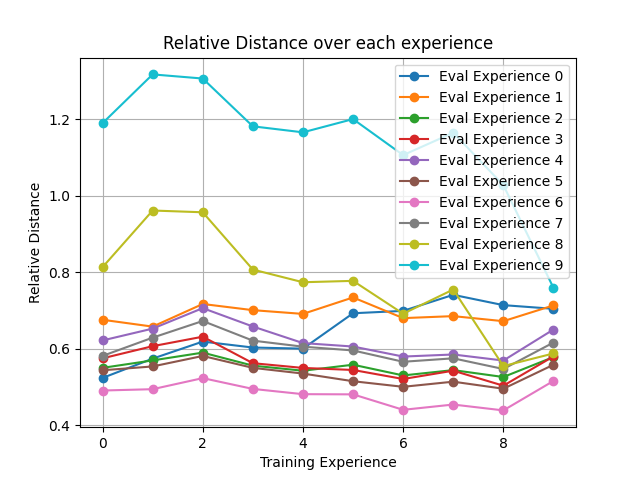 Relative Distance over each experience
Eval Experience 0
Eval Experience 1
Eval Experience 2
Eval Experience 3
Eval Experience 4
Eval Experience 5
Eval Experience 6
Eval Experience 7
Eval Experience 8
Eval Experience 9
Relative Distance
1.2
1.0
0.8
0.6
0.4
0 2 4 6 8
Training Experience